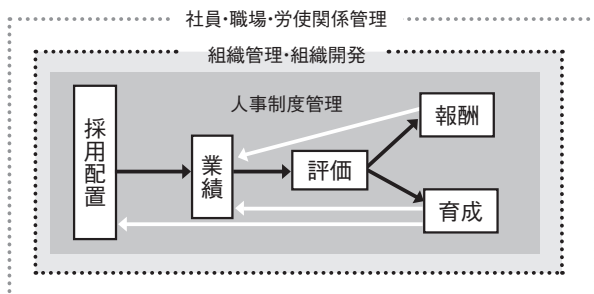 社員・職場・労使関係管理
組織管理・組織開発
人事制度管理
報酬
採用配置
業績
評価
育成